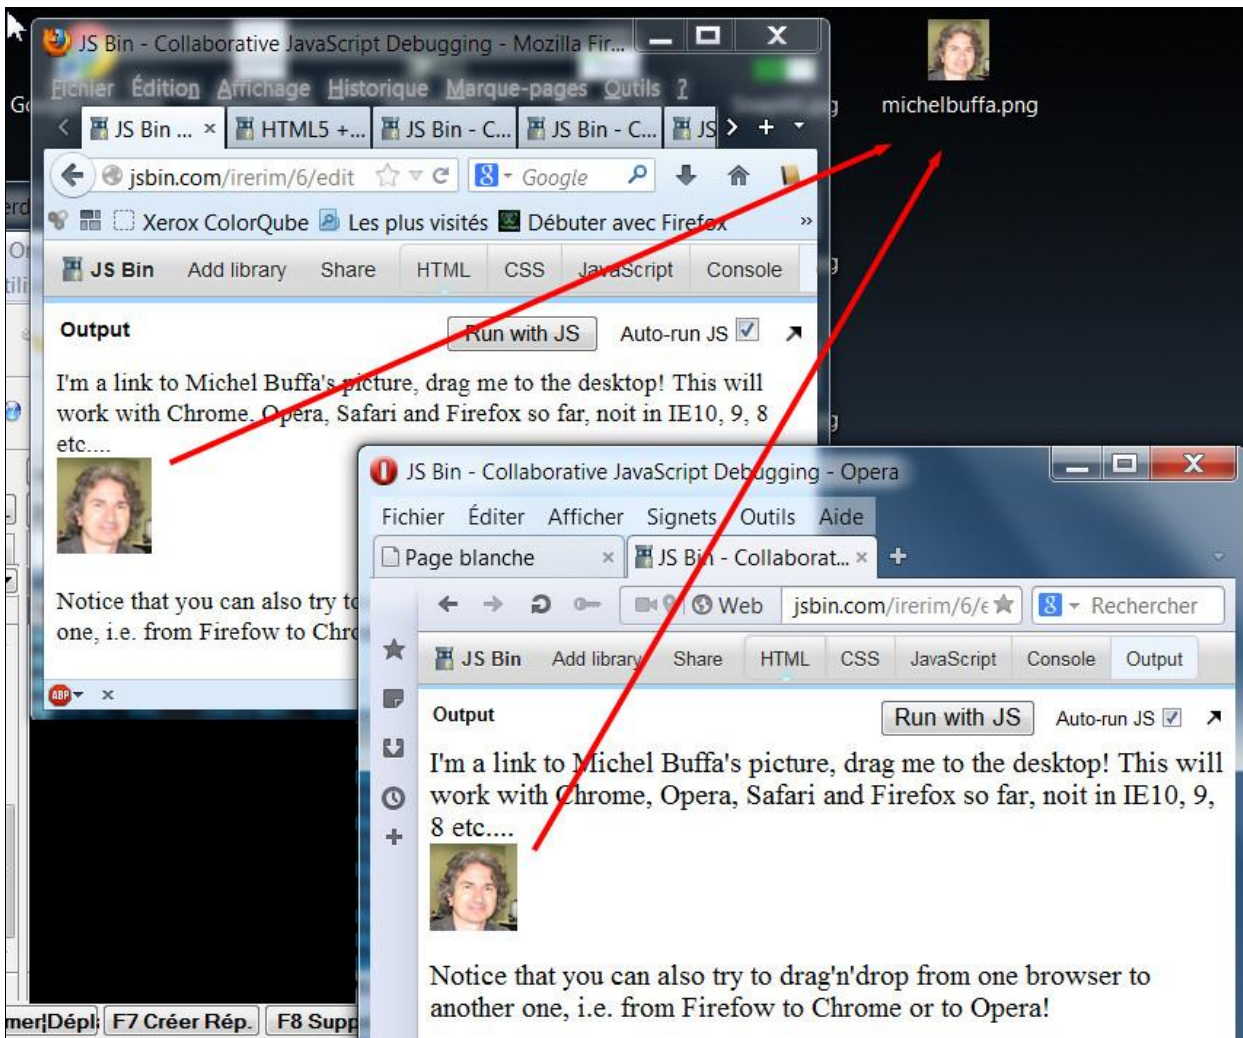 JS Bin - Collaborative JavaScript Debugging - Mozilla Fir...
Fichier Édition Affichage Historique Marque-pages Outils ?
JS Bin ... × HTML5 +... JS Bin - C... JS Bin - C... JS
jsbin.com/irerim/6/edit Google
Xerox ColorQube Les plus visités Débuter avec Firefox »
JS Bin Add library Share HTML CSS JavaScript Console
Output Run with JS Auto-run JS
I'm a link to Michel Buffa's picture, drag me to the desktop! This will
work with Chrome, Opera, Safari and Firefox so far, noit in IE10, 9, 8
etc....
Notice that you can also try to
one, i.e. from Firefow to Chro
ABP ×
michelbuffa.png
JS Bin - Collaborative JavaScript Debugging - Opera
Fichier Éditer Afficher Signets Outils Aide
Page blanche × JS Bin - Collaborat... × +
Web jsbin.com/irerim/6/e Rechercher
JS Bin Add library Share HTML CSS JavaScript Console Output
Output Run with JS Auto-run JS
I'm a link to Michel Buffa's picture, drag me to the desktop! This will
work with Chrome, Opera, Safari and Firefox so far, noit in IE10, 9,
8 etc....
Notice that you can also try to drag'n'drop from one browser to
another one, i.e. from Firefow to Chrome or to Opera!
mer|Dépl F7 Créer Rép. F8 Supp